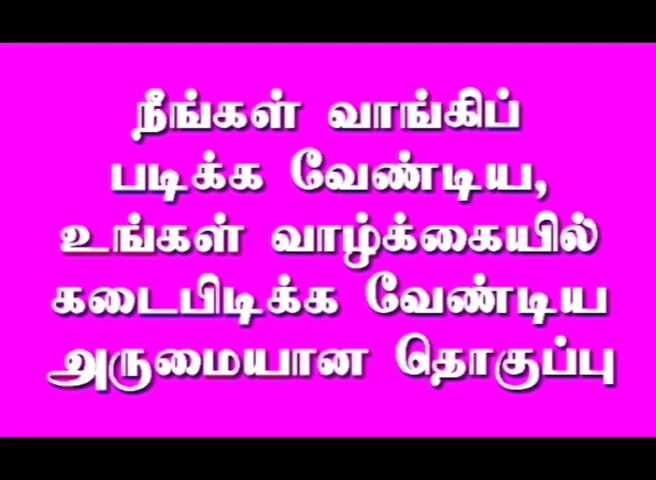 நீங்கள் வாங்கிப்
படிக்க வேண்டிய,
உங்கள் வாழ்க்கையில்
கடைபிடிக்க வேண்டிய
அருமையான தொகுப்பு